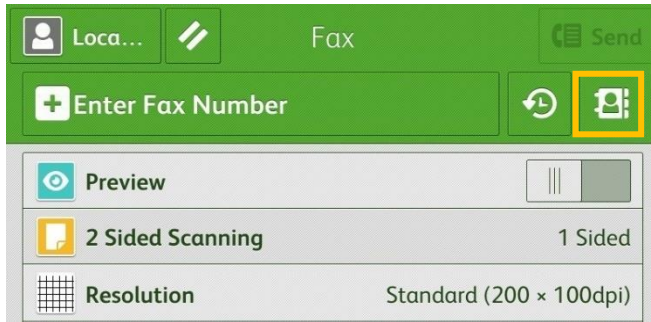 Loca... Fax Send
Enter Fax Number
Preview
2 Sided Scanning 1 Sided
Resolution Standard (200 × 100dpi)